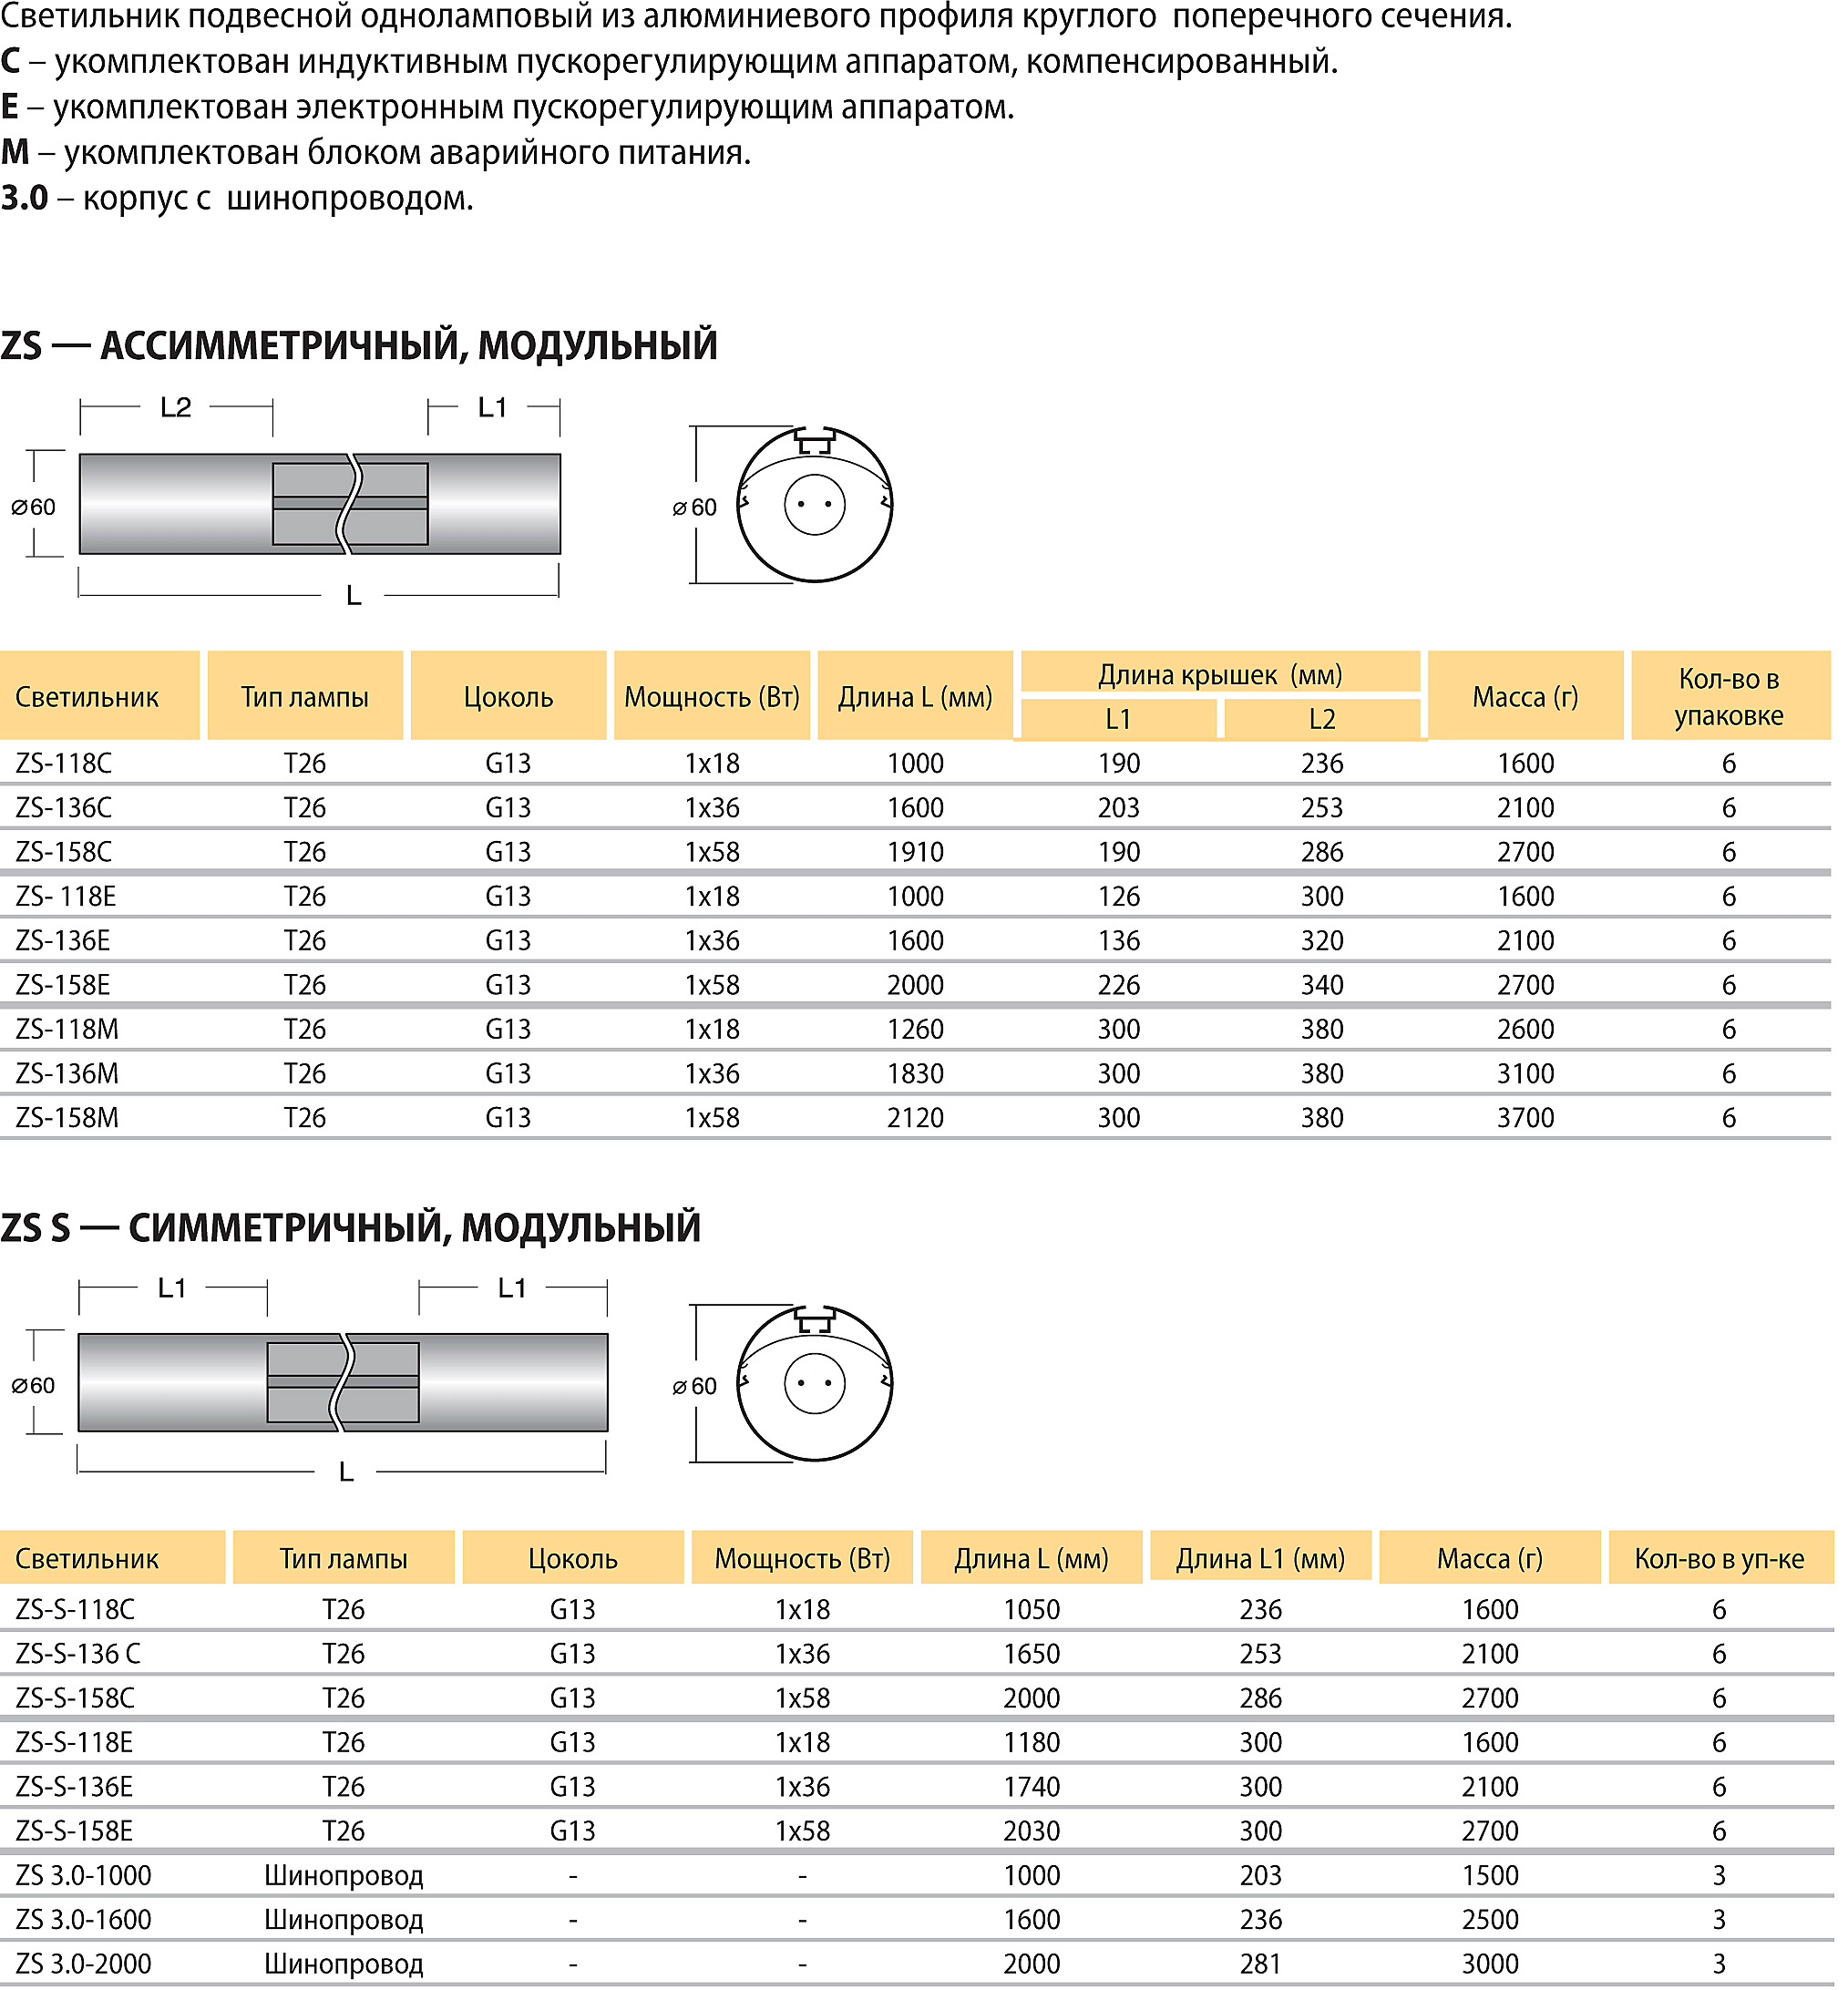 Светильник подвесной одноламповый из алюминиевого профиля круглого поперечного сечения.
C – укомплектован индуктивным пускорегулирующим аппаратом, компенсированный.
E – укомплектован электронным пускорегулирующим аппаратом.
M – укомплектован блоком аварийного питания.
3.0 – корпус с шинопроводом.
ZS — АССИММЕТРИЧНЫЙ, МОДУЛЬНЫЙ
L2 L1
⌀60 ⌀60
L
Светильник Тип лампы Цоколь Мощность (Вт) Длина L (мм) Длина крышек (мм) L1 L2 Масса (г) Кол-во в упаковке
ZS-118C T26 G13 1x18 1000 190 236 1600 6
ZS-136C T26 G13 1x36 1600 203 253 2100 6
ZS-158C T26 G13 1x58 1910 190 286 2700 6
ZS- 118E T26 G13 1x18 1000 126 300 1600 6
ZS-136E T26 G13 1x36 1600 136 320 2100 6
ZS-158E T26 G13 1x58 2000 226 340 2700 6
ZS-118M T26 G13 1x18 1260 300 380 2600 6
ZS-136M T26 G13 1x36 1830 300 380 3100 6
ZS-158M T26 G13 1x58 2120 300 380 3700 6
ZS S — СИММЕТРИЧНЫЙ, МОДУЛЬНЫЙ
L1 L1
⌀60 ⌀60
L
Светильник Тип лампы Цоколь Мощность (Вт) Длина L (мм) Длина L1 (мм) Масса (г) Кол-во в уп-ке
ZS-S-118C T26 G13 1x18 1050 236 1600 6
ZS-S-136 C T26 G13 1x36 1650 253 2100 6
ZS-S-158C T26 G13 1x58 2000 286 2700 6
ZS-S-118E T26 G13 1x18 1180 300 1600 6
ZS-S-136E T26 G13 1x36 1740 300 2100 6
ZS-S-158E T26 G13 1x58 2030 300 2700 6
ZS 3.0-1000 Шинопровод - - 1000 203 1500 3
ZS 3.0-1600 Шинопровод - - 1600 236 2500 3
ZS 3.0-2000 Шинопровод - - 2000 281 3000 3